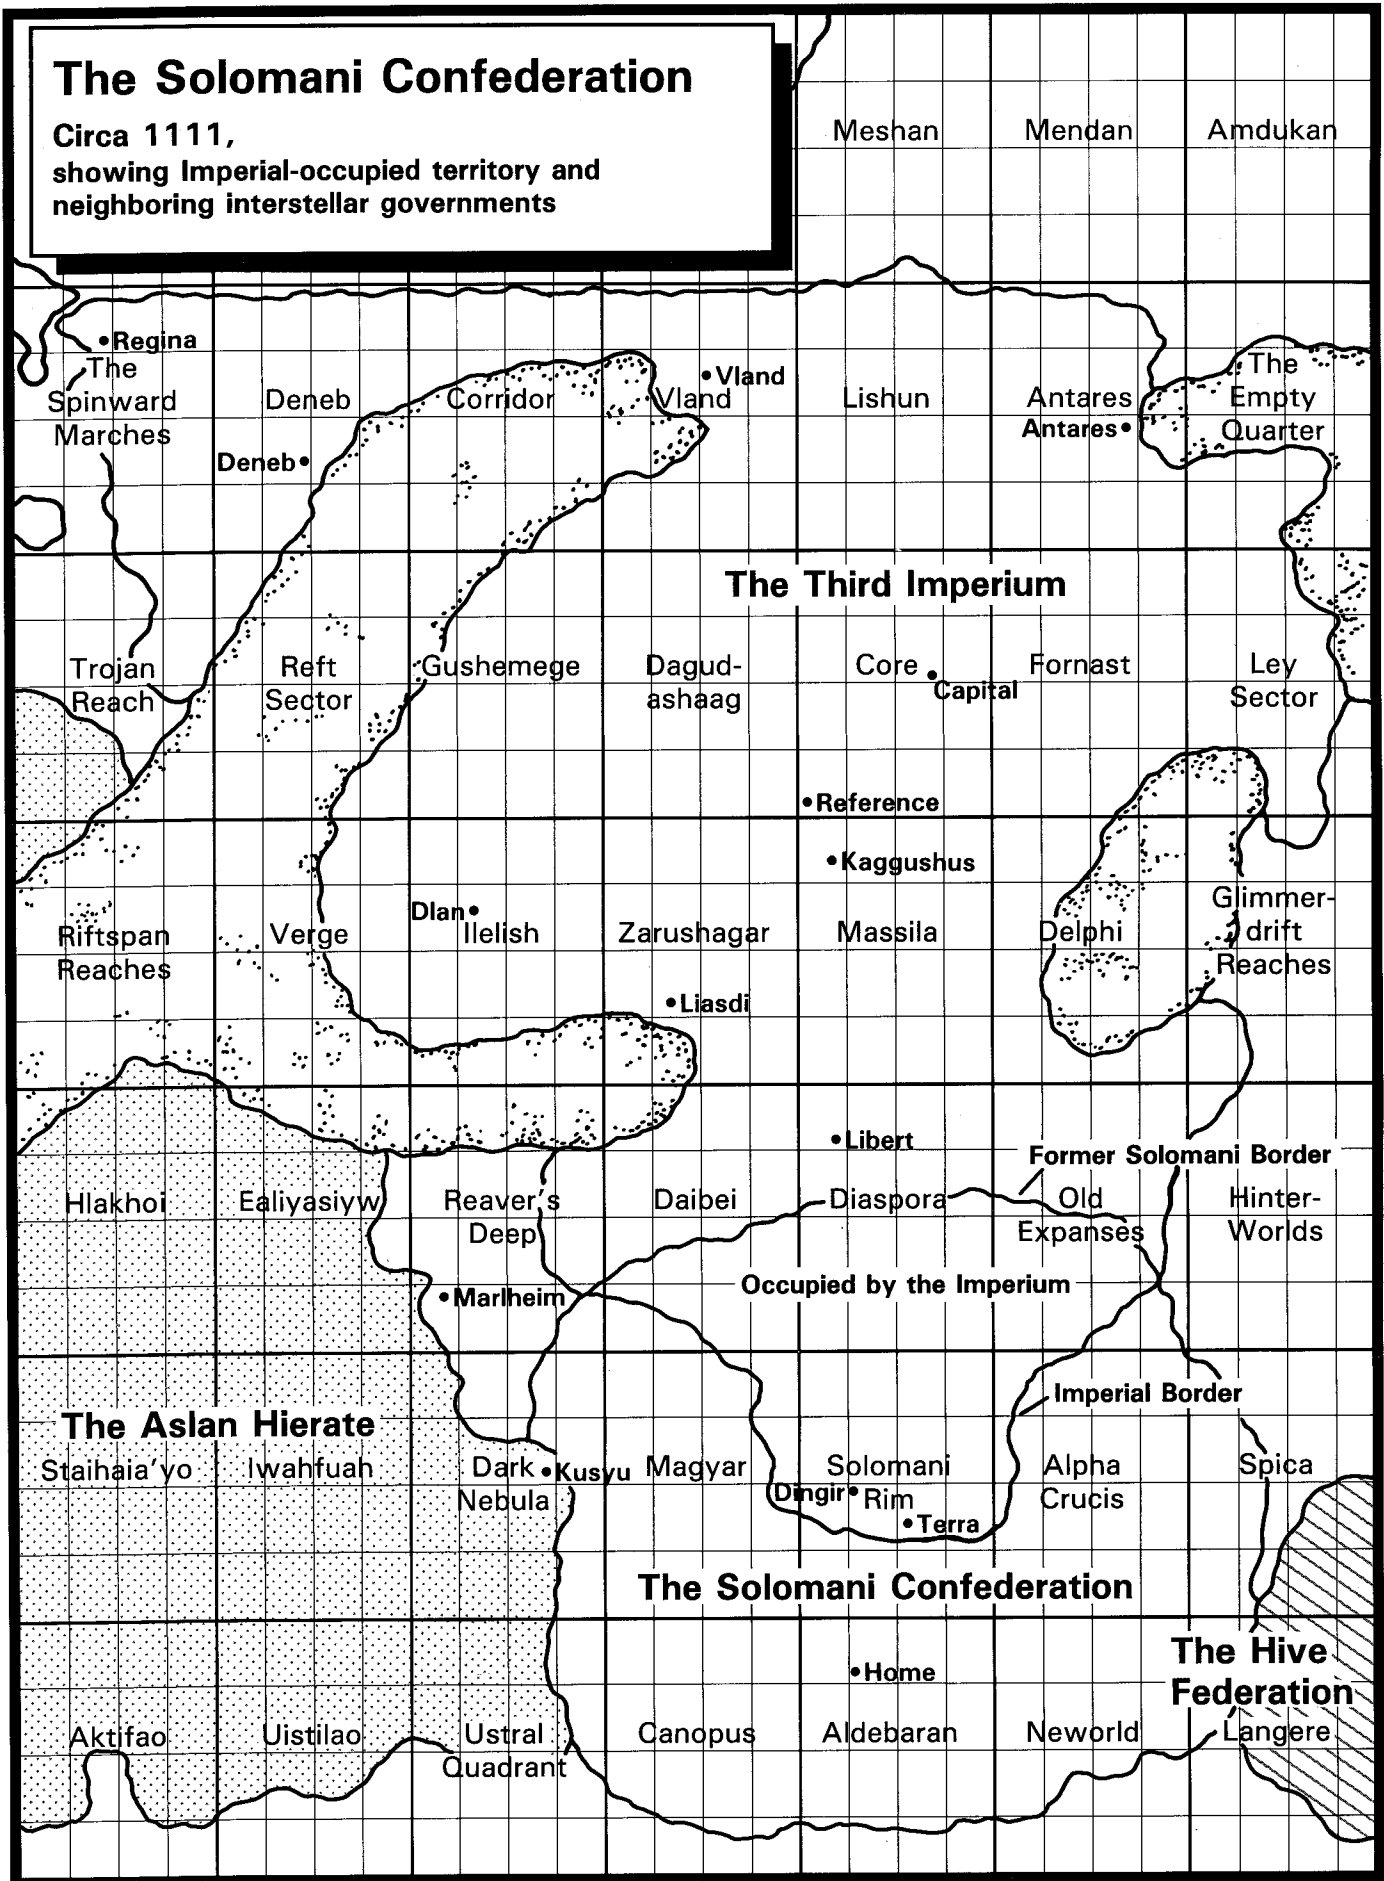 The Solomani Confederation
Circa 1111,
showing Imperial-occupied territory and
neighboring interstellar governments
Meshan
Mendan
Amdukan
Regina
The
Spinward
Marches
Deneb
Deneb
Corridor
Vland
Vland
Lishun
Antares
Antares
The
Empty
Quarter
The Third Imperium
Trojan
Reach
Reft
Sector
Gushemege
Dagud-
ashaag
Core
Capital
Fornast
Ley
Sector
Reference
Kaggushus
Riftspan
Reaches
Verge
Dlan
Ilelish
Zarushagar
Massila
Delphi
Glimmer-
drift
Reaches
Liasdi
Libert
Former Solomani Border
Hlakhoi
Ealiyasiyw
Reaver's
Deep
Daibei
Diaspora
Old
Expanses
Hinter-
Worlds
Occupied by the Imperium
Marlheim
Imperial Border
The Aslan Hierate
Staihaia'yo
Iwahfuah
Dark
Nebula
Kusyu
Magyar
Solomani
Rim
Dingir
Terra
Alpha
Crucis
Spica
The Solomani Confederation
The Hive
Federation
Home
Aktifao
Uistilao
Ustral
Quadrant
Canopus
Aldebaran
Neworld
Langere